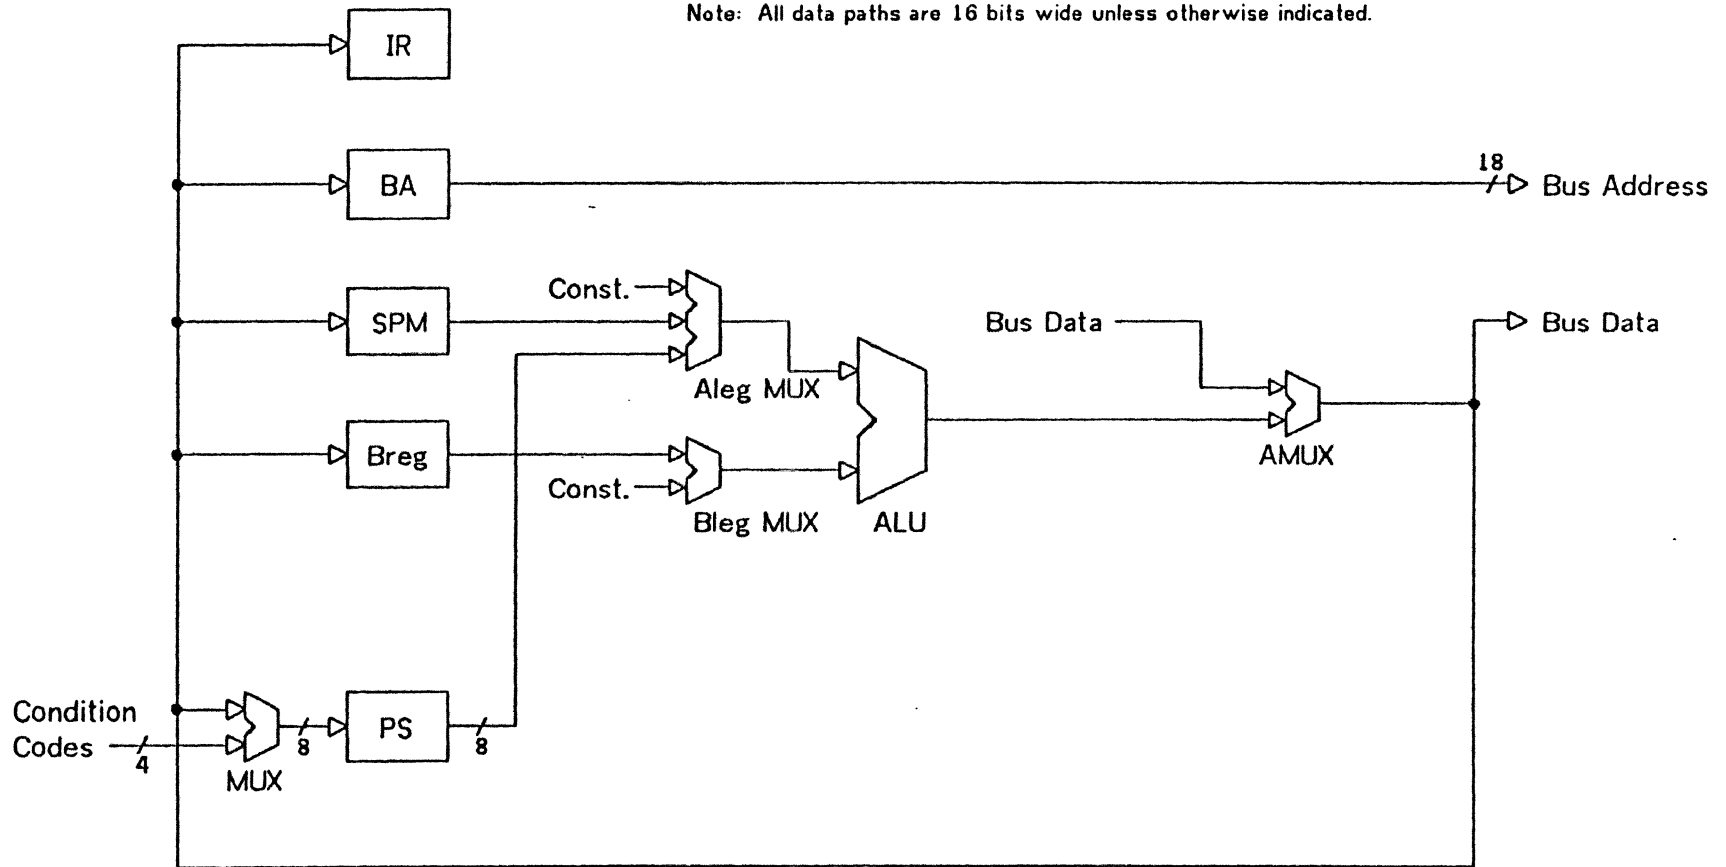 Note: All data paths are 16 bits wide unless otherwise indicated.
IR
BA
18
Bus Address
Const.
SPM
Bus Data
Bus Data
Aleg MUX
Breg
Const.
Bleg MUX
ALU
AMUX
Condition
Codes
4
MUX
8
PS
8